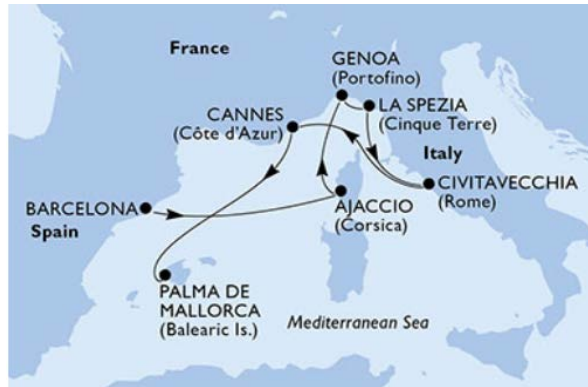 France
GENOA
(Portofino)
LA SPEZIA
(Cinque Terre)
CANNES
(Côte d'Azur)
Italy
CIVITAVECCHIA
(Rome)
BARCELONA
Spain
AJACCIO
(Corsica)
PALMA DE
MALLORCA
(Balearic Is.)
Mediterranean Sea